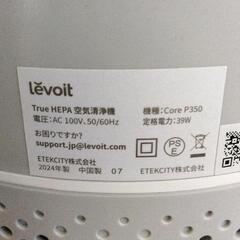 levoit
True HEPA 空気清浄機
機種：Core P350
電圧：AC 100V、50/60Hz
定格電力：39W
お困りですか？
support.jp@levoit.com
PS
E
ETEKCITY株式会社
ETEKCITY株式会社
2024年製 中国製 07